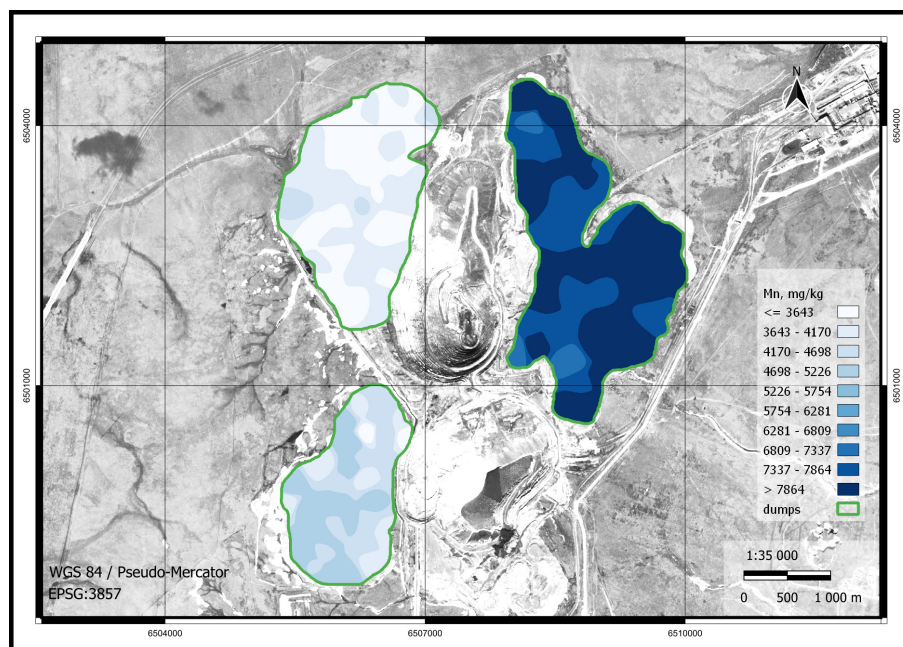 N
6504000
6504000
6501000
6501000
Mn, mg/kg
<= 3643
3643 - 4170
4170 - 4698
4698 - 5226
5226 - 5754
5754 - 6281
6281 - 6809
6809 - 7337
7337 - 7864
> 7864
dumps
1:35 000
0 500 1 000 m
WGS 84 / Pseudo-Mercator
EPSG:3857
6504000 6507000 6510000